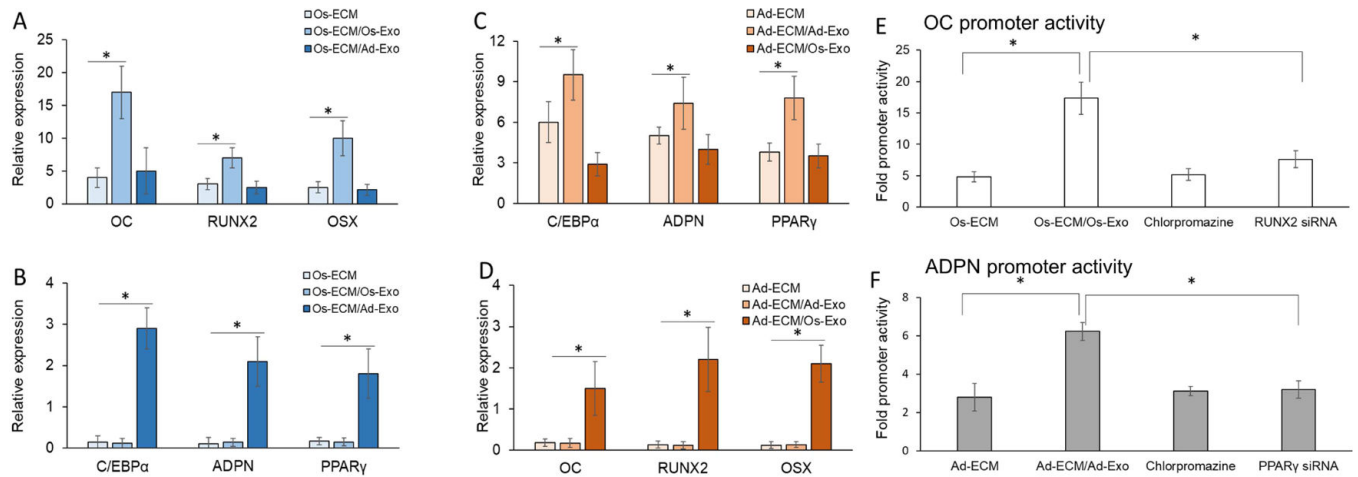 A
Os-ECM
Os-ECM/Os-Exo
Os-ECM/Ad-Exo
Relative expression
25
20
15
10
5
0
*
*
*
OC RUNX2 OSX
B
Os-ECM
Os-ECM/Os-Exo
Os-ECM/Ad-Exo
Relative expression
4
3
2
1
0
*
*
*
C/EBPα ADPN PPARγ
C
Ad-ECM
Ad-ECM/Ad-Exo
Ad-ECM/Os-Exo
Relative expression
12
9
6
3
0
*
*
*
C/EBPα ADPN PPARγ
D
Ad-ECM
Ad-ECM/Ad-Exo
Ad-ECM/Os-Exo
Relative expression
4
3
2
1
0
*
*
*
OC RUNX2 OSX
E OC promoter activity
Fold promoter activity
25
20
15
10
5
0
*
*
Os-ECM Os-ECM/Os-Exo Chlorpromazine RUNX2 siRNA
F ADPN promoter activity
Fold promoter activity
8
6
4
2
0
*
*
Ad-ECM Ad-ECM/Ad-Exo Chlorpromazine PPARγ siRNA